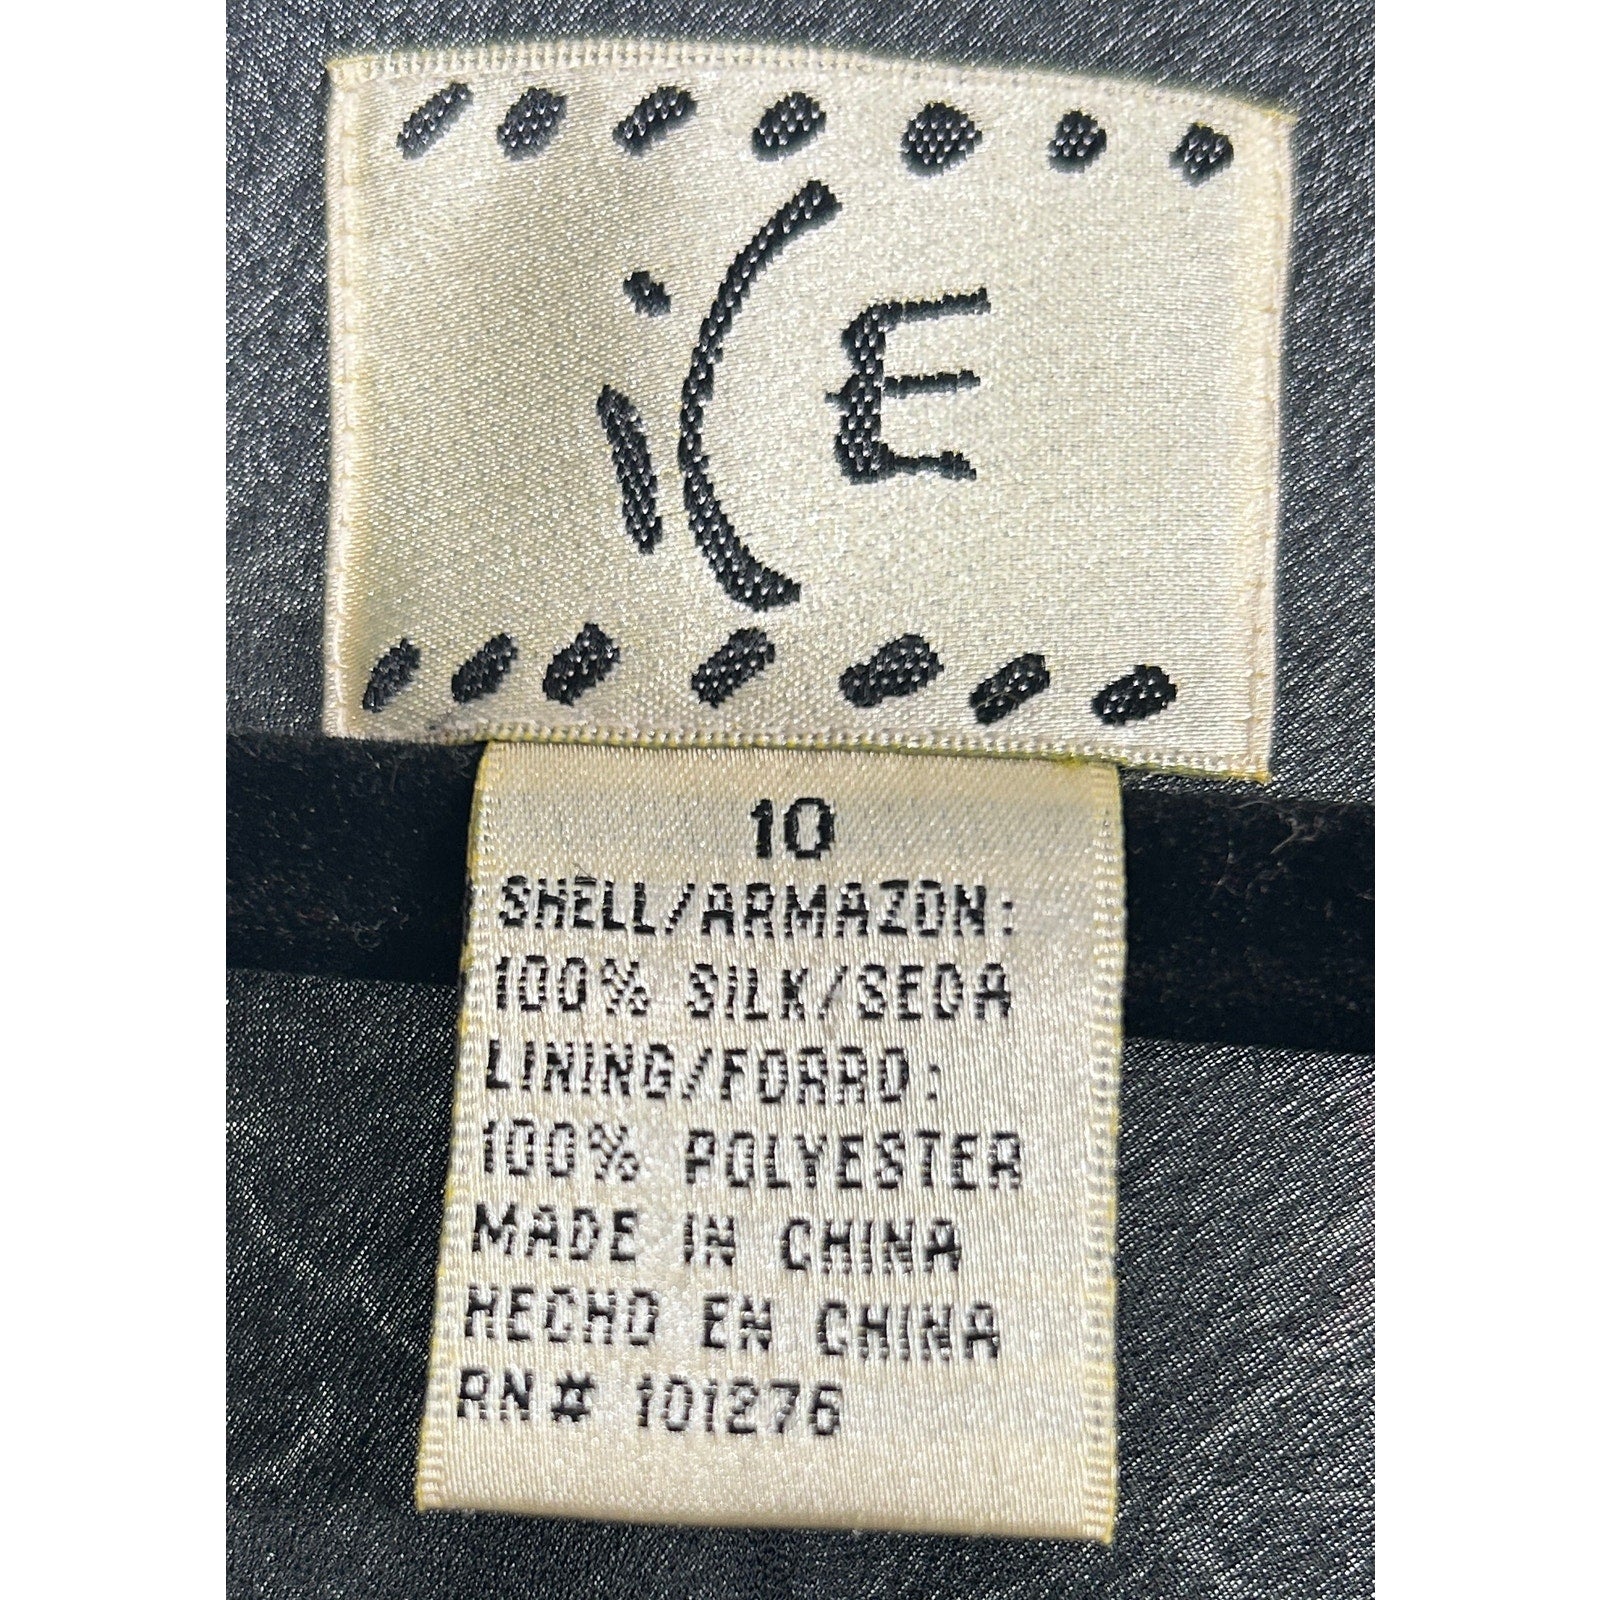 iCE
10
SHELL/ARMAZON:
100% SILK/SEDA
LINING/FORRO:
100% POLYESTER
MADE IN CHINA
HECHO EN CHINA
RN# 101276